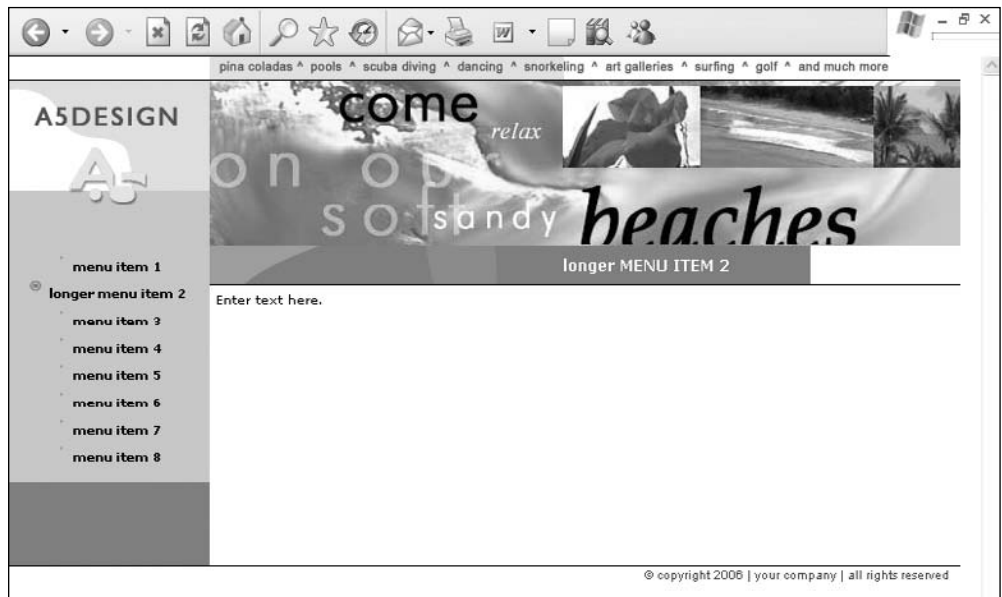 pina coladas ^ pools ^ scuba diving ^ dancing ^ snorkeling ^ art galleries ^ surfing ^ golf ^ and much more
A5DESIGN
A5
come
relax
on our
soft sandy beaches
longer MENU ITEM 2
menu item 1
longer menu item 2
menu item 3
menu item 4
menu item 5
menu item 6
menu item 7
menu item 8
Enter text here.
© copyright 2006 | your company | all rights reserved